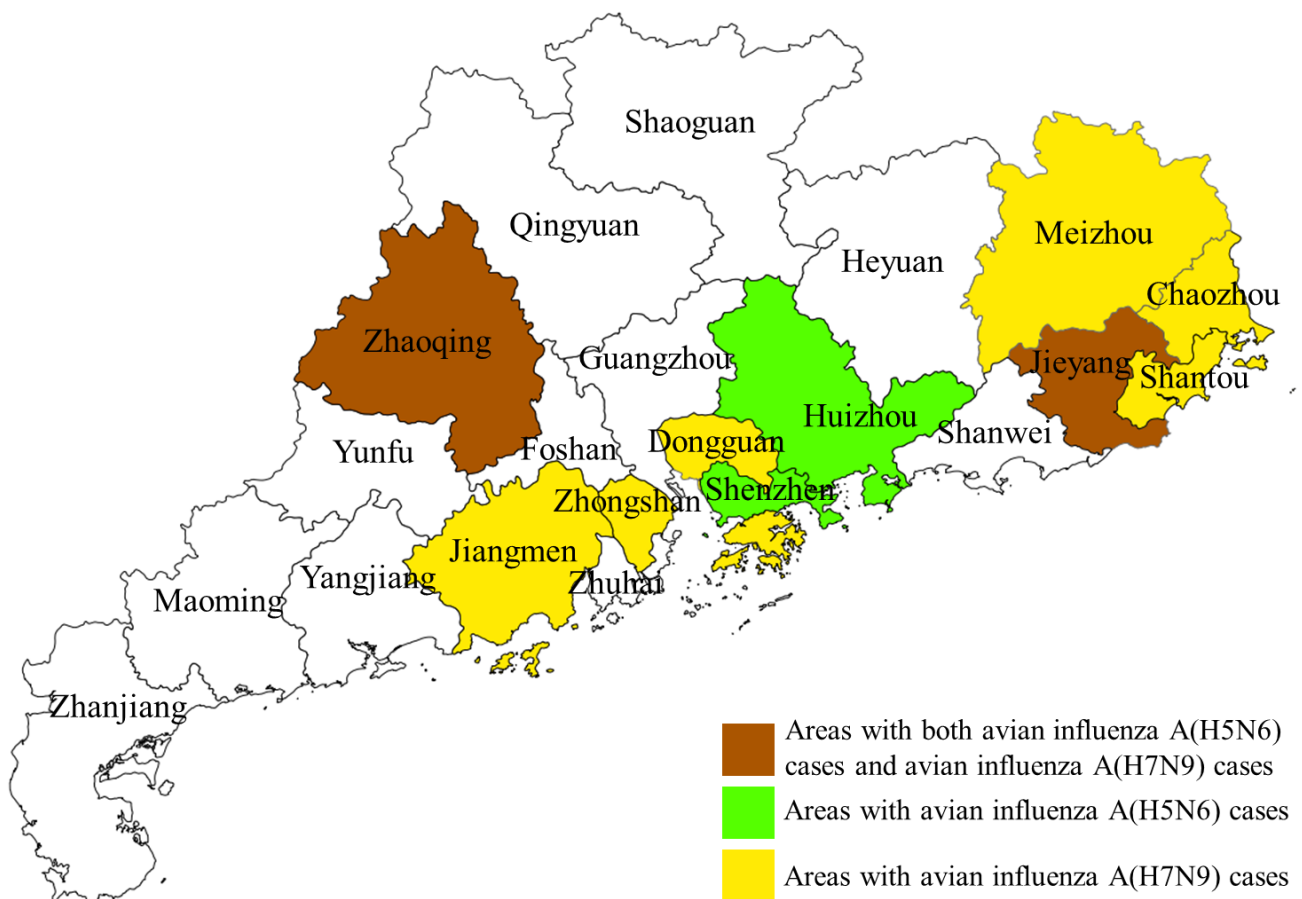 Shaoguan
Qingyuan
Meizhou
Heyuan
Chaozhou
Zhaoqing
Guangzhou
Jieyang
Shantou
Huizhou
Shanwei
Dongguan
Yunfu
Foshan
Shenzhen
Zhongshan
Jiangmen
Yangjiang
Zhuhai
Maoming
Zhanjiang
Areas with both avian influenza A(H5N6)
cases and avian influenza A(H7N9) cases
Areas with avian influenza A(H5N6) cases
Areas with avian influenza A(H7N9) cases